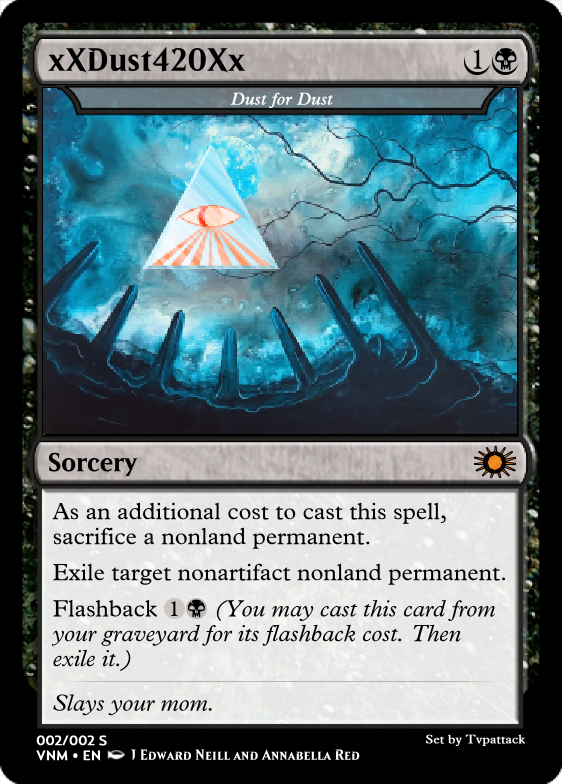 xXDust420Xx 1
Dust for Dust
Sorcery
As an additional cost to cast this spell,
sacrifice a nonland permanent.
Exile target nonartifact nonland permanent.
Flashback 1 (You may cast this card from
your graveyard for its flashback cost. Then
exile it.)
Slays your mom.
002/002 S
Set by Tvpattack
VNM • EN J Edward Neill and Annabella Red